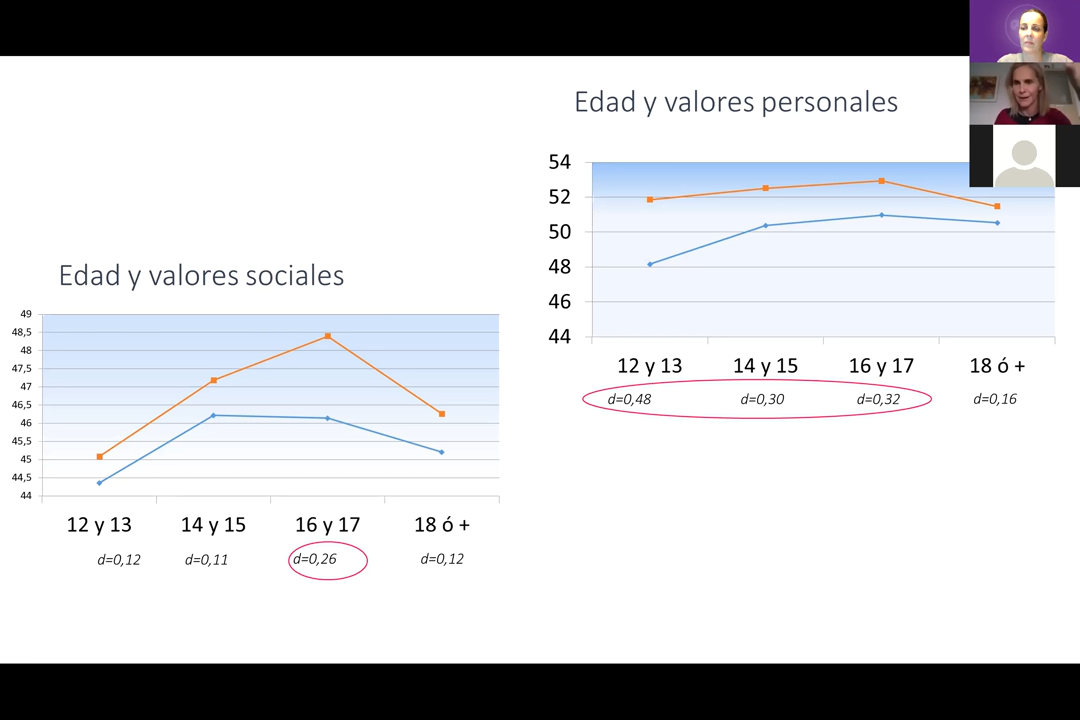 Edad y valores sociales
49
48,5
48
47,5
47
46,5
46
45,5
45
44,5
44
12 y 13 14 y 15 16 y 17 18 ó +
d=0,12 d=0,11 d=0,26 d=0,12
Edad y valores personales
54
52
50
48
46
44
12 y 13 14 y 15 16 y 17 18 ó +
d=0,48 d=0,30 d=0,32 d=0,16